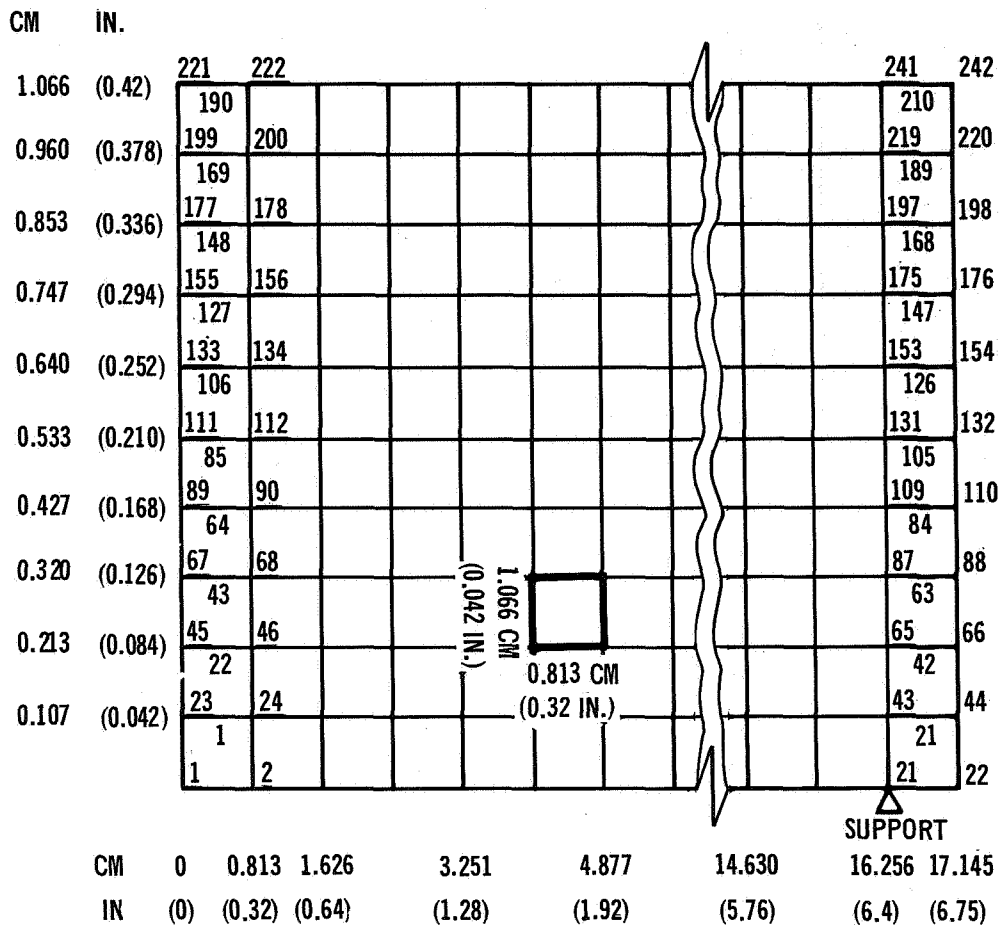 CM IN.
221 222 241 242
1.066 (0.42)
190 210
0.960 (0.378) 199 200 219 220
169 189
0.853 (0.336) 177 178 197 198
148 168
0.747 (0.294) 155 156 175 176
127 147
0.640 (0.252) 133 134 153 154
106 126
0.533 (0.210) 111 112 131 132
85 105
0.427 (0.168) 89 90 109 110
64 84
0.320 (0.126) 67 68 87 88
43 63
1.066 CM
(0.042 IN.)
0.213 (0.084) 45 46 65 66
22 42
0.813 CM
(0.32 IN.)
0.107 (0.042) 23 24 43 44
1 21
1 2 21 22
SUPPORT
CM 0 0.813 1.626 3.251 4.877 14.630 16.256 17.145
IN (0) (0.32) (0.64) (1.28) (1.92) (5.76) (6.4) (6.75)